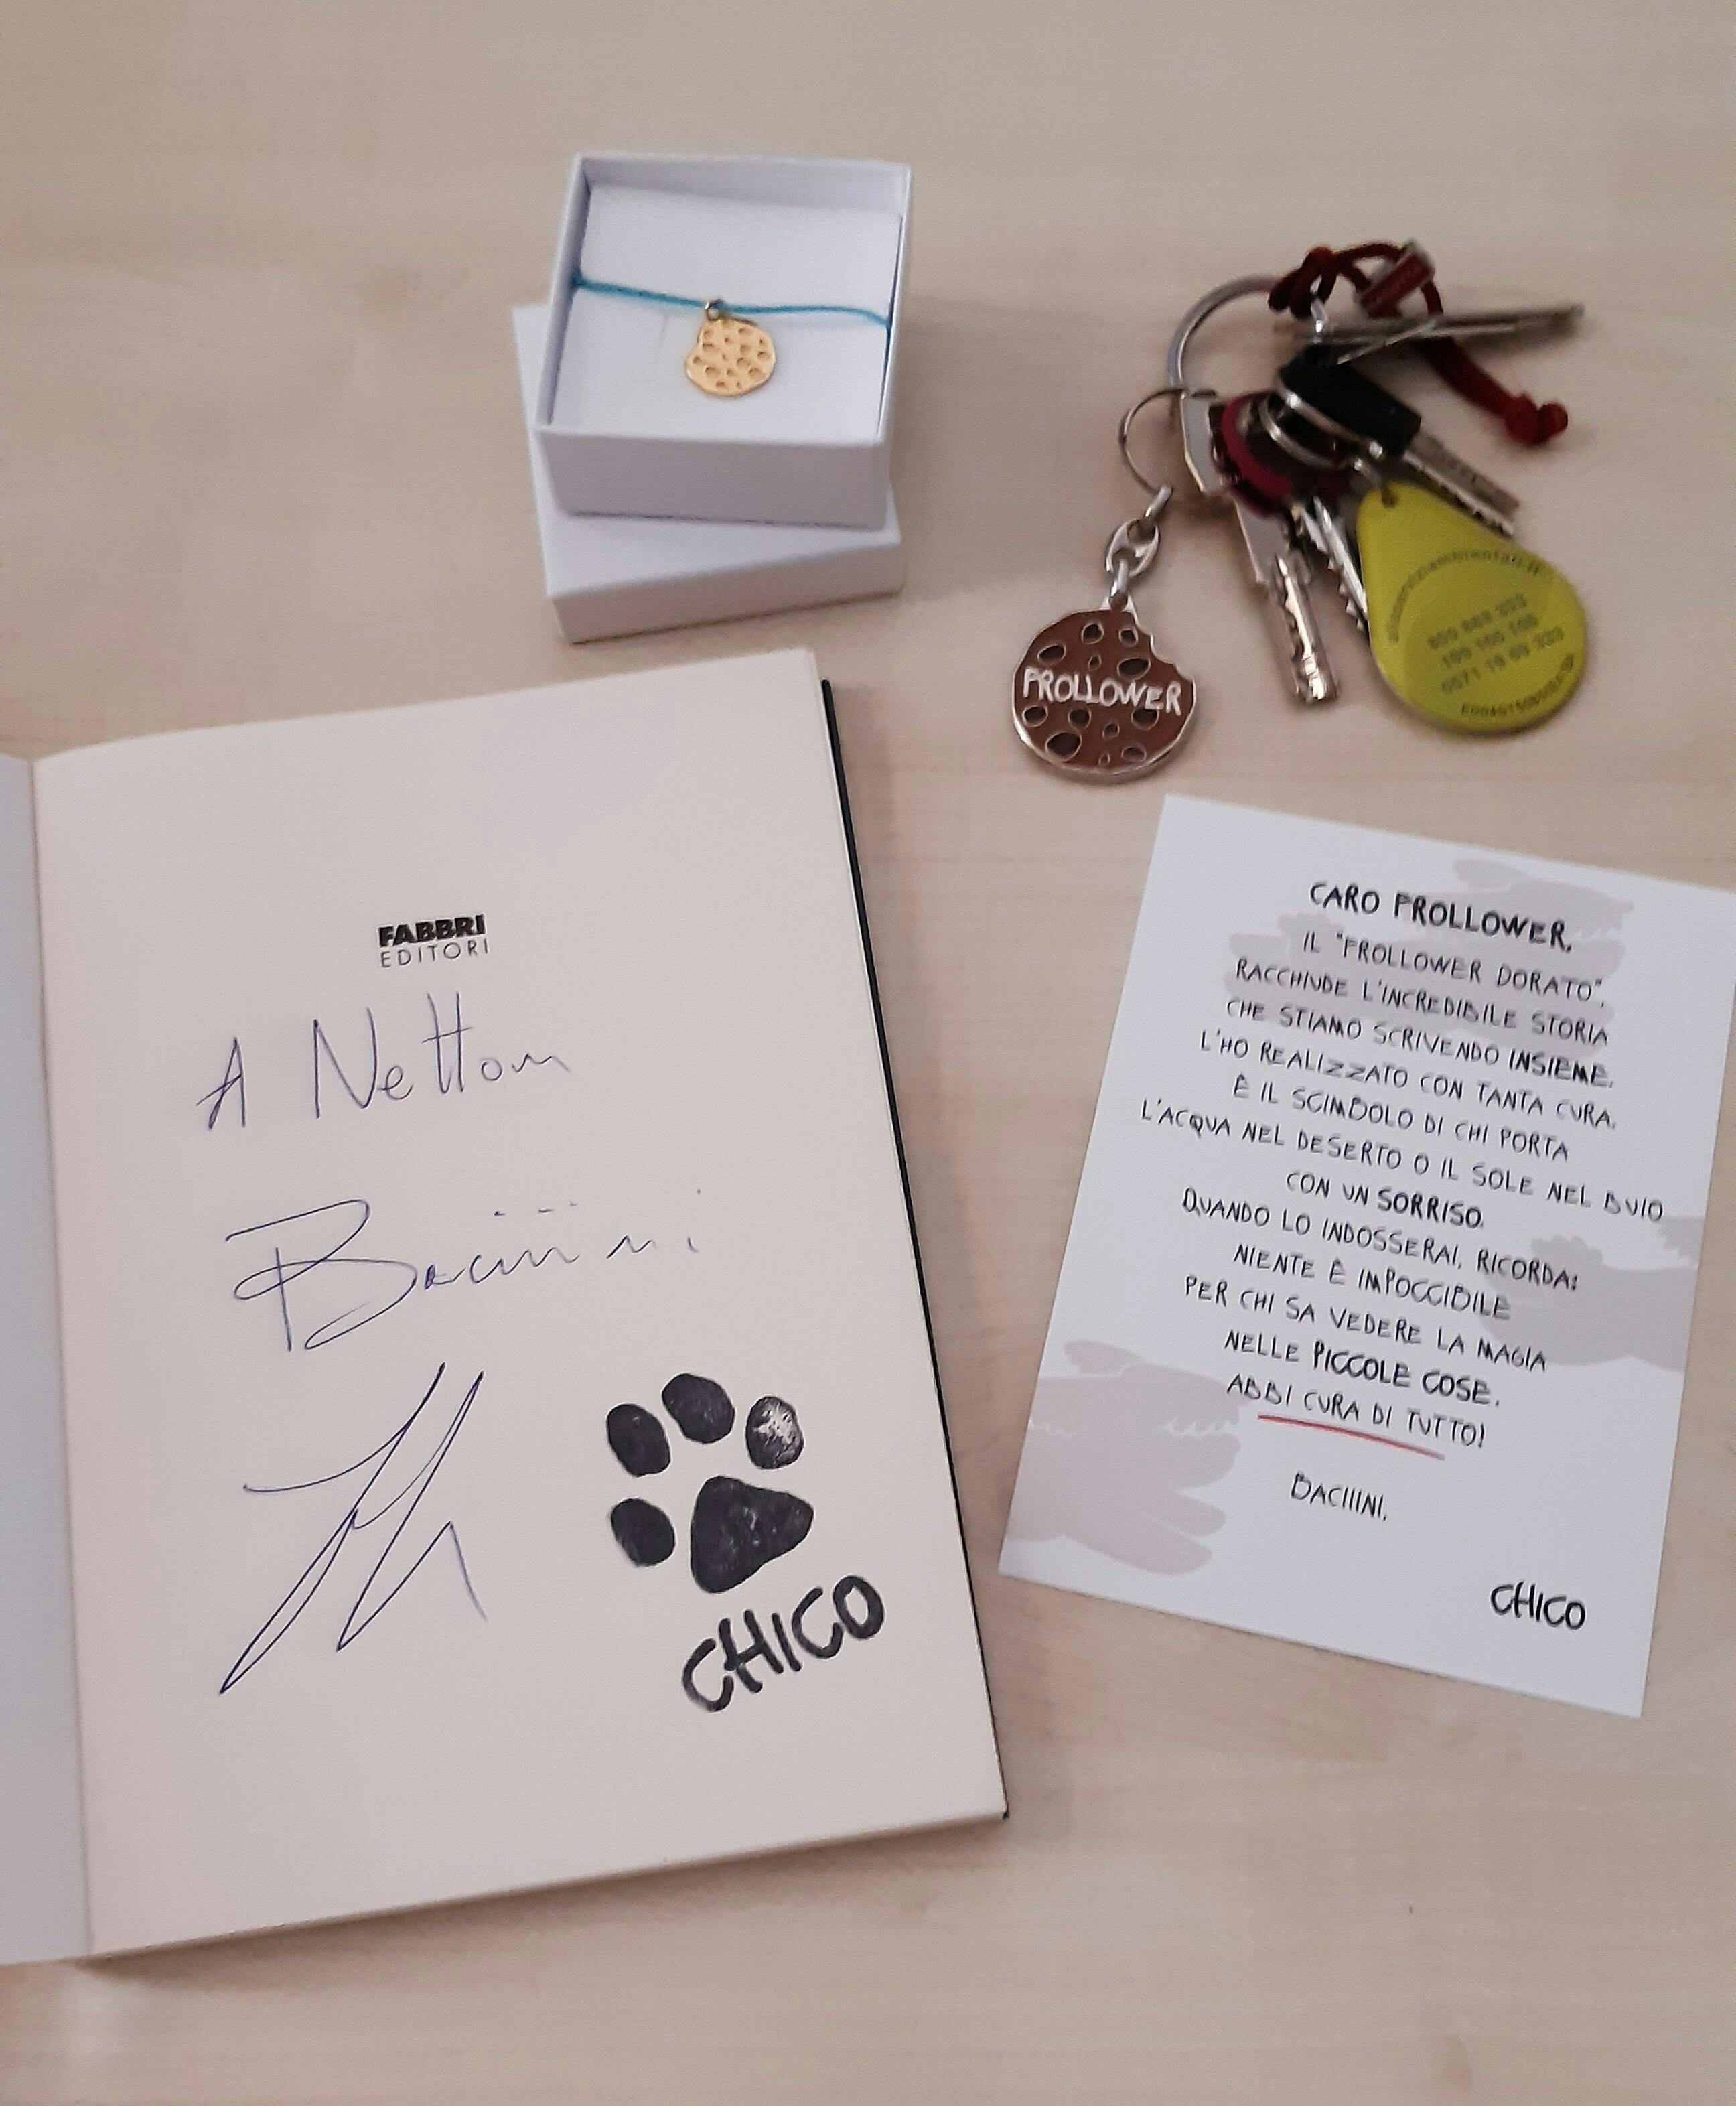 FABBRI
EDITORI
A Nettom
Baciiini
CHICO
FROLLOWER
CARO FROLLOWER,
IL "FROLLOWER DORATO",
RACCHIUDE L'INCREDIBILE STORIA
CHE STIAMO SCRIVENDO INSIEME.
L'HO REALIZZATO CON TANTA CURA.
È IL SCIMBOLO DI CHI PORTA
L'ACQUA NEL DESERTO O IL SOLE NEL BUIO
CON UN SORRISO.
QUANDO LO INDOSSERAI, RICORDA:
NIENTE È IMPOCCIBILE
PER CHI SA VEDERE LA MAGIA
NELLE PICCOLE COSE.
ABBI CURA DI TUTTO!
BACIIINI,
CHICO